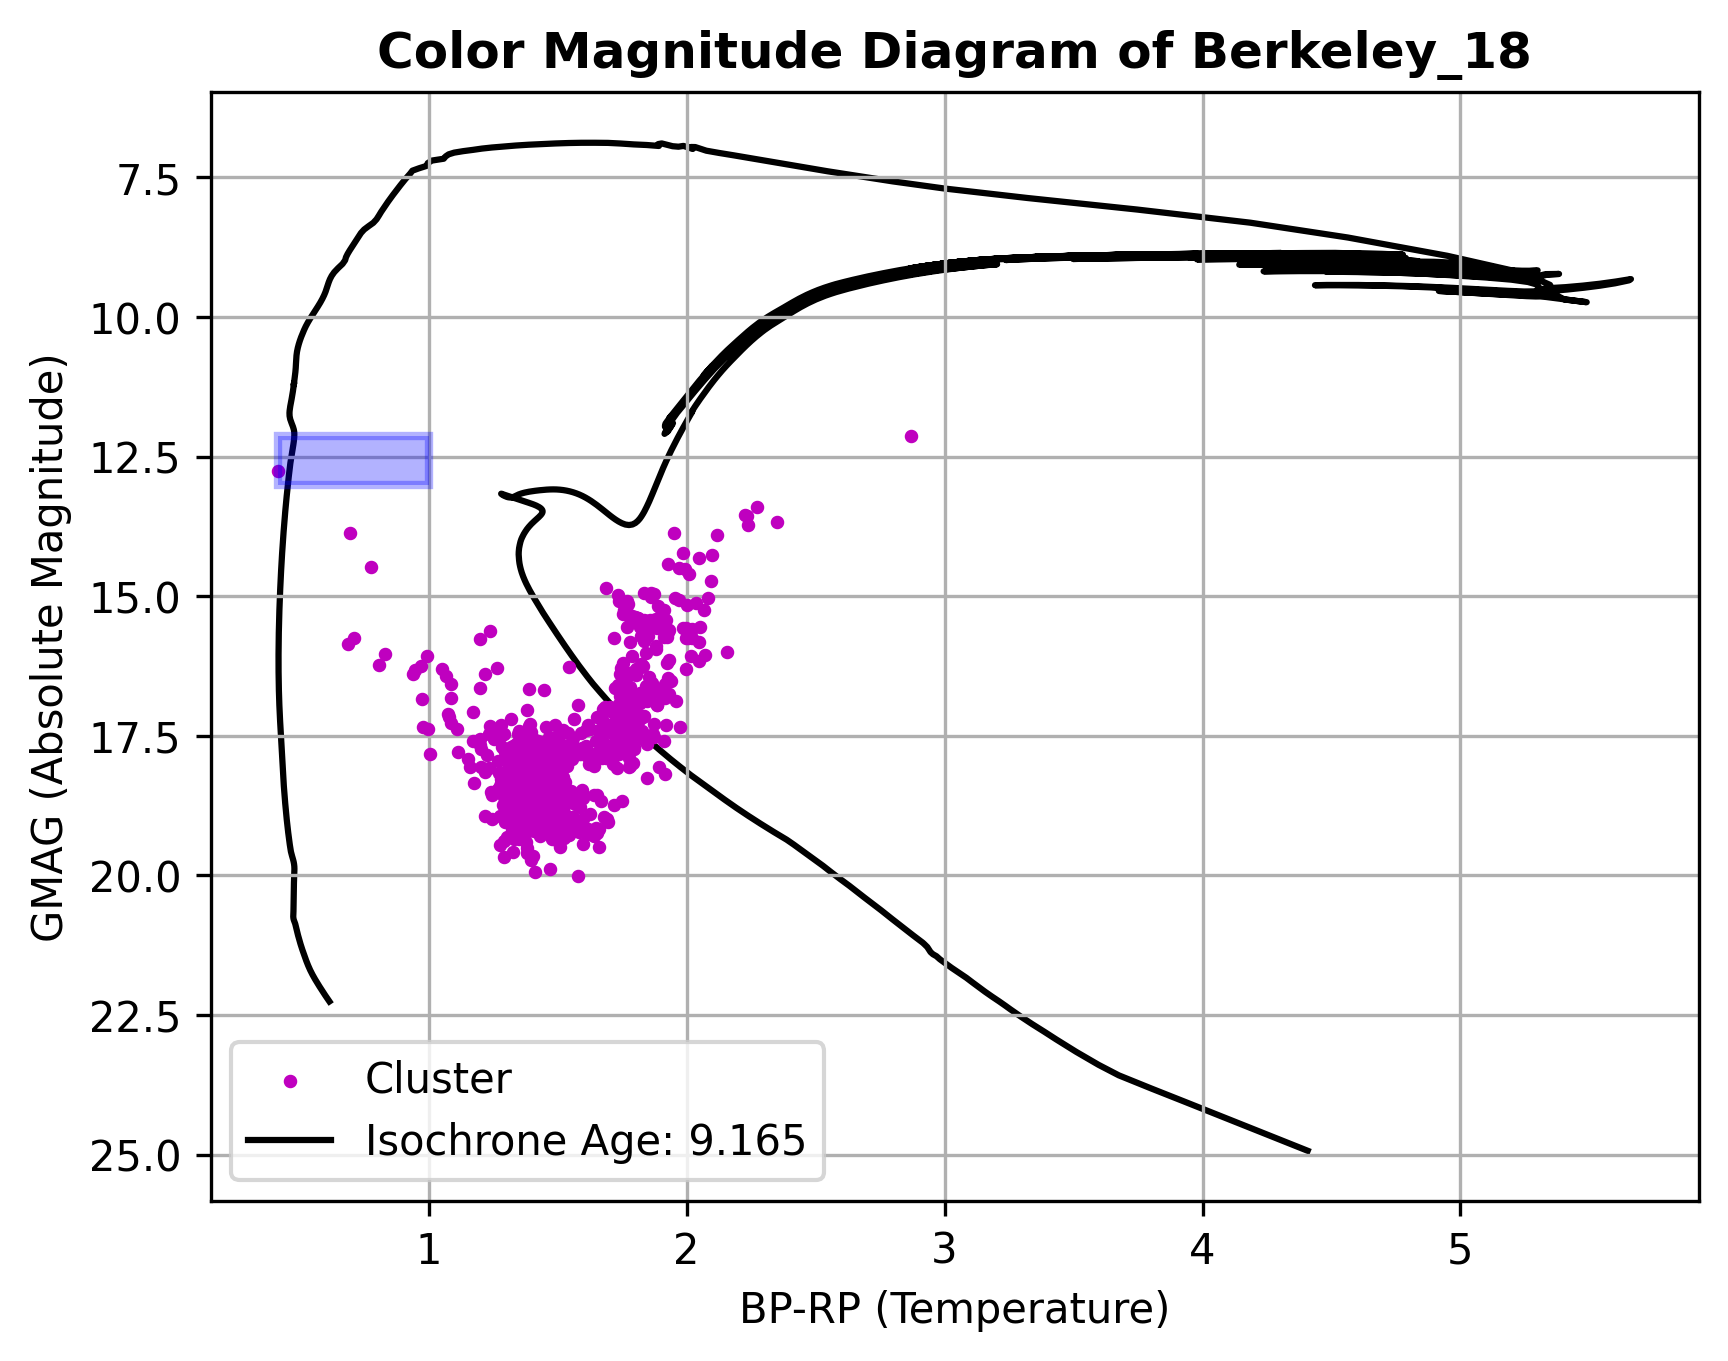 Color Magnitude Diagram of Berkeley_18
GMAG (Absolute Magnitude)
7.5
10.0
12.5
15.0
17.5
20.0
22.5
25.0
Cluster
Isochrone Age: 9.165
1 2 3 4 5
BP-RP (Temperature)